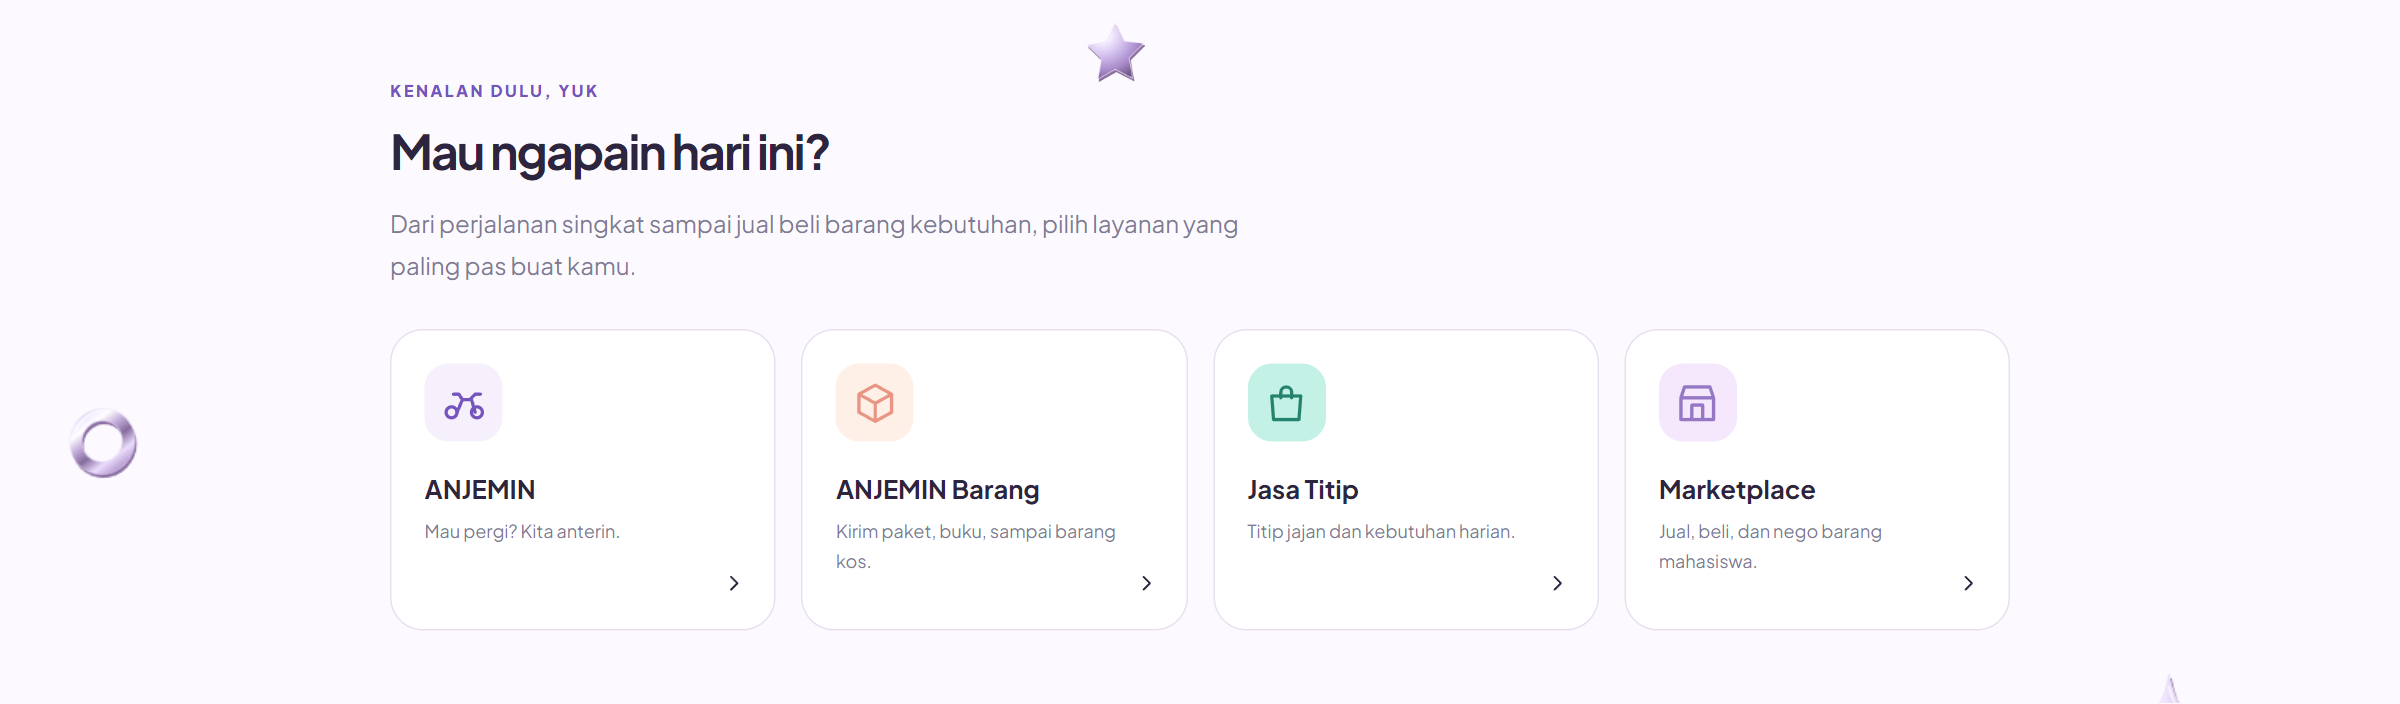 KENALAN DULU, YUK
Mau ngapain hari ini?
Dari perjalanan singkat sampai jual beli barang kebutuhan, pilih layanan yang
paling pas buat kamu.
ANJEMIN
Mau pergi? Kita anterin.
ANJEMIN Barang
Kirim paket, buku, sampai barang
kos.
Jasa Titip
Titip jajan dan kebutuhan harian.
Marketplace
Jual, beli, dan nego barang
mahasiswa.